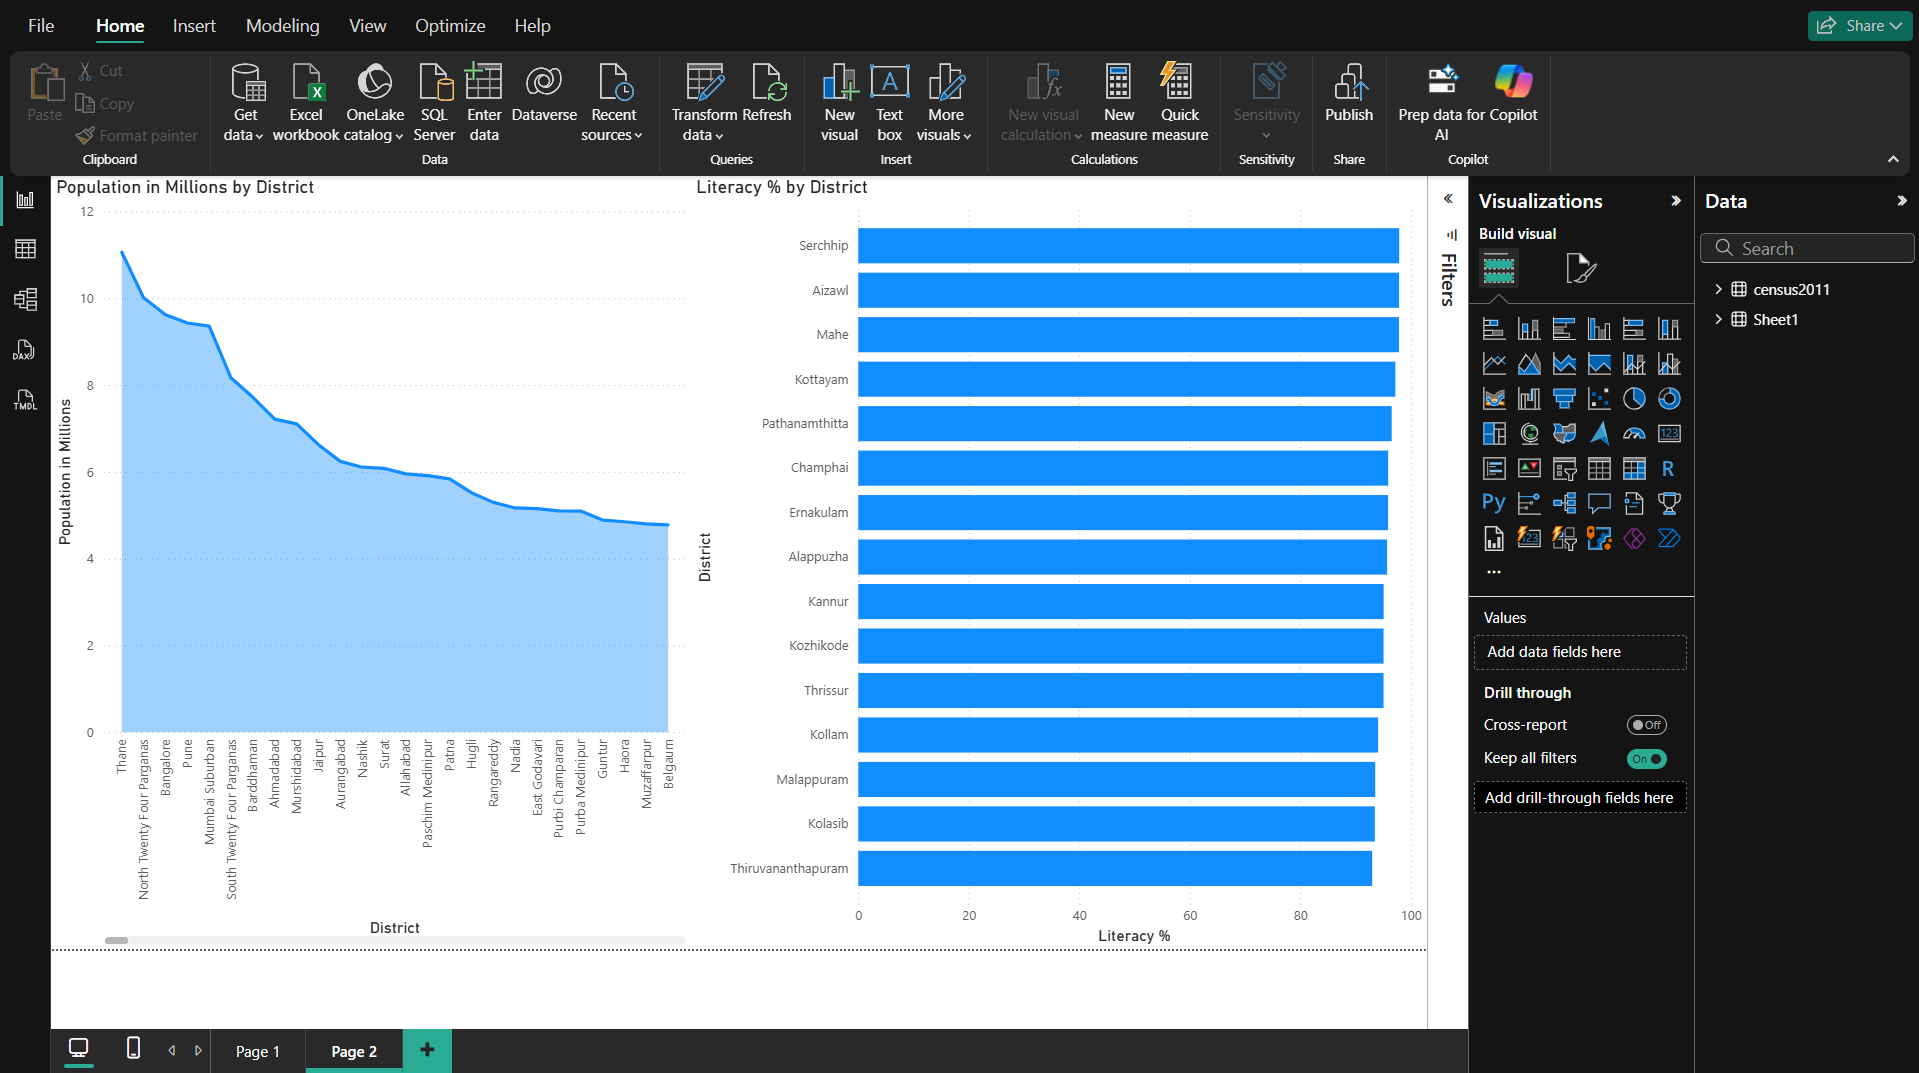 File Home Insert Modeling View Optimize Help Share
Paste Cut Copy Format painter
Clipboard
Get data Excel workbook OneLake catalog SQL Server Enter data Dataverse Recent sources
Data
Transform data Refresh
Queries
New visual Text box More visuals
Insert
New visual calculation New measure Quick measure
Calculations
Sensitivity
Sensitivity
Publish
Share
Prep data for AI Copilot
Copilot
DAX
TMDL
Population in Millions by District
Population in Millions
12
10
8
6
4
2
0
Thane
North Twenty Four Parganas
Bangalore
Pune
Mumbai Suburban
South Twenty Four Parganas
Barddhaman
Ahmadabad
Murshidabad
Jaipur
Aurangabad
Nashik
Surat
Allahabad
Paschim Medinipur
Patna
Hugli
Rangareddy
Nadia
East Godavari
Purbi Champaran
Purba Medinipur
Guntur
Haora
Muzaffarpur
Belgaum
District
Literacy % by District
District
Serchhip
Aizawl
Mahe
Kottayam
Pathanamthitta
Champhai
Ernakulam
Alappuzha
Kannur
Kozhikode
Thrissur
Kollam
Malappuram
Kolasib
Thiruvananthapuram
0 20 40 60 80 100
Literacy %
Filters
Visualizations
Build visual
123
R
Py
123
...
Values
Add data fields here
Drill through
Cross-report Off
Keep all filters On
Add drill-through fields here
Data
Search
census2011
Sheet1
Page 1 Page 2 +